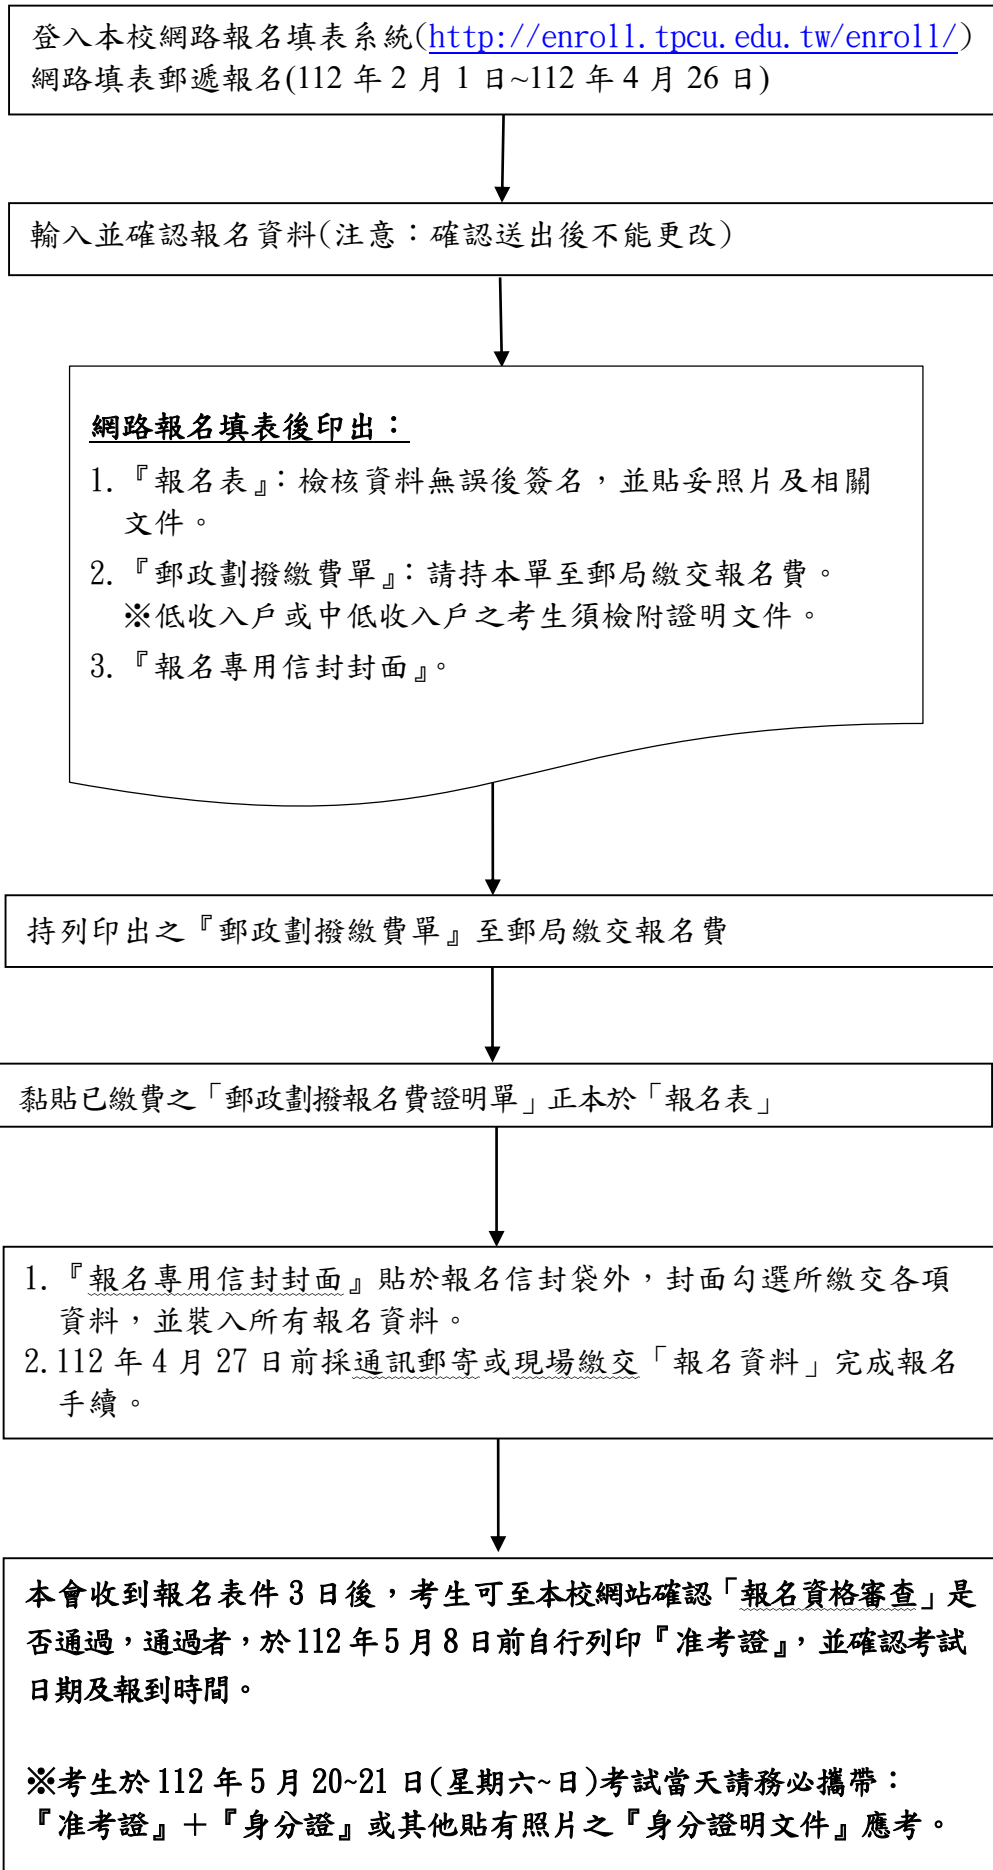 登入本校網路報名填表系統(http://enroll.tpcu.edu.tw/enroll/)
網路填表郵遞報名(112 年 2 月 1 日~112 年 4 月 26 日)
輸入並確認報名資料(注意：確認送出後不能更改)
網路報名填表後印出：
1.『報名表』：檢核資料無誤後簽名，並貼妥照片及相關
文件。
2.『郵政劃撥繳費單』：請持本單至郵局繳交報名費。
※低收入戶或中低收入戶之考生須檢附證明文件。
3.『報名專用信封封面』。
持列印出之『郵政劃撥繳費單』至郵局繳交報名費
黏貼已繳費之「郵政劃撥報名費證明單」正本於「報名表」
1.『報名專用信封封面』貼於報名信封袋外，封面勾選所繳交各項
資料，並裝入所有報名資料。
2.112 年 4 月 27 日前採通訊郵寄或現場繳交「報名資料」完成報名
手續。
本會收到報名表件 3 日後，考生可至本校網站確認「報名資格審查」是
否通過，通過者，於 112 年 5 月 8 日前自行列印『准考證』，並確認考試
日期及報到時間。
※考生於 112 年 5 月 20~21 日(星期六~日)考試當天請務必攜帶：
『准考證』＋『身分證』或其他貼有照片之『身分證明文件』應考。